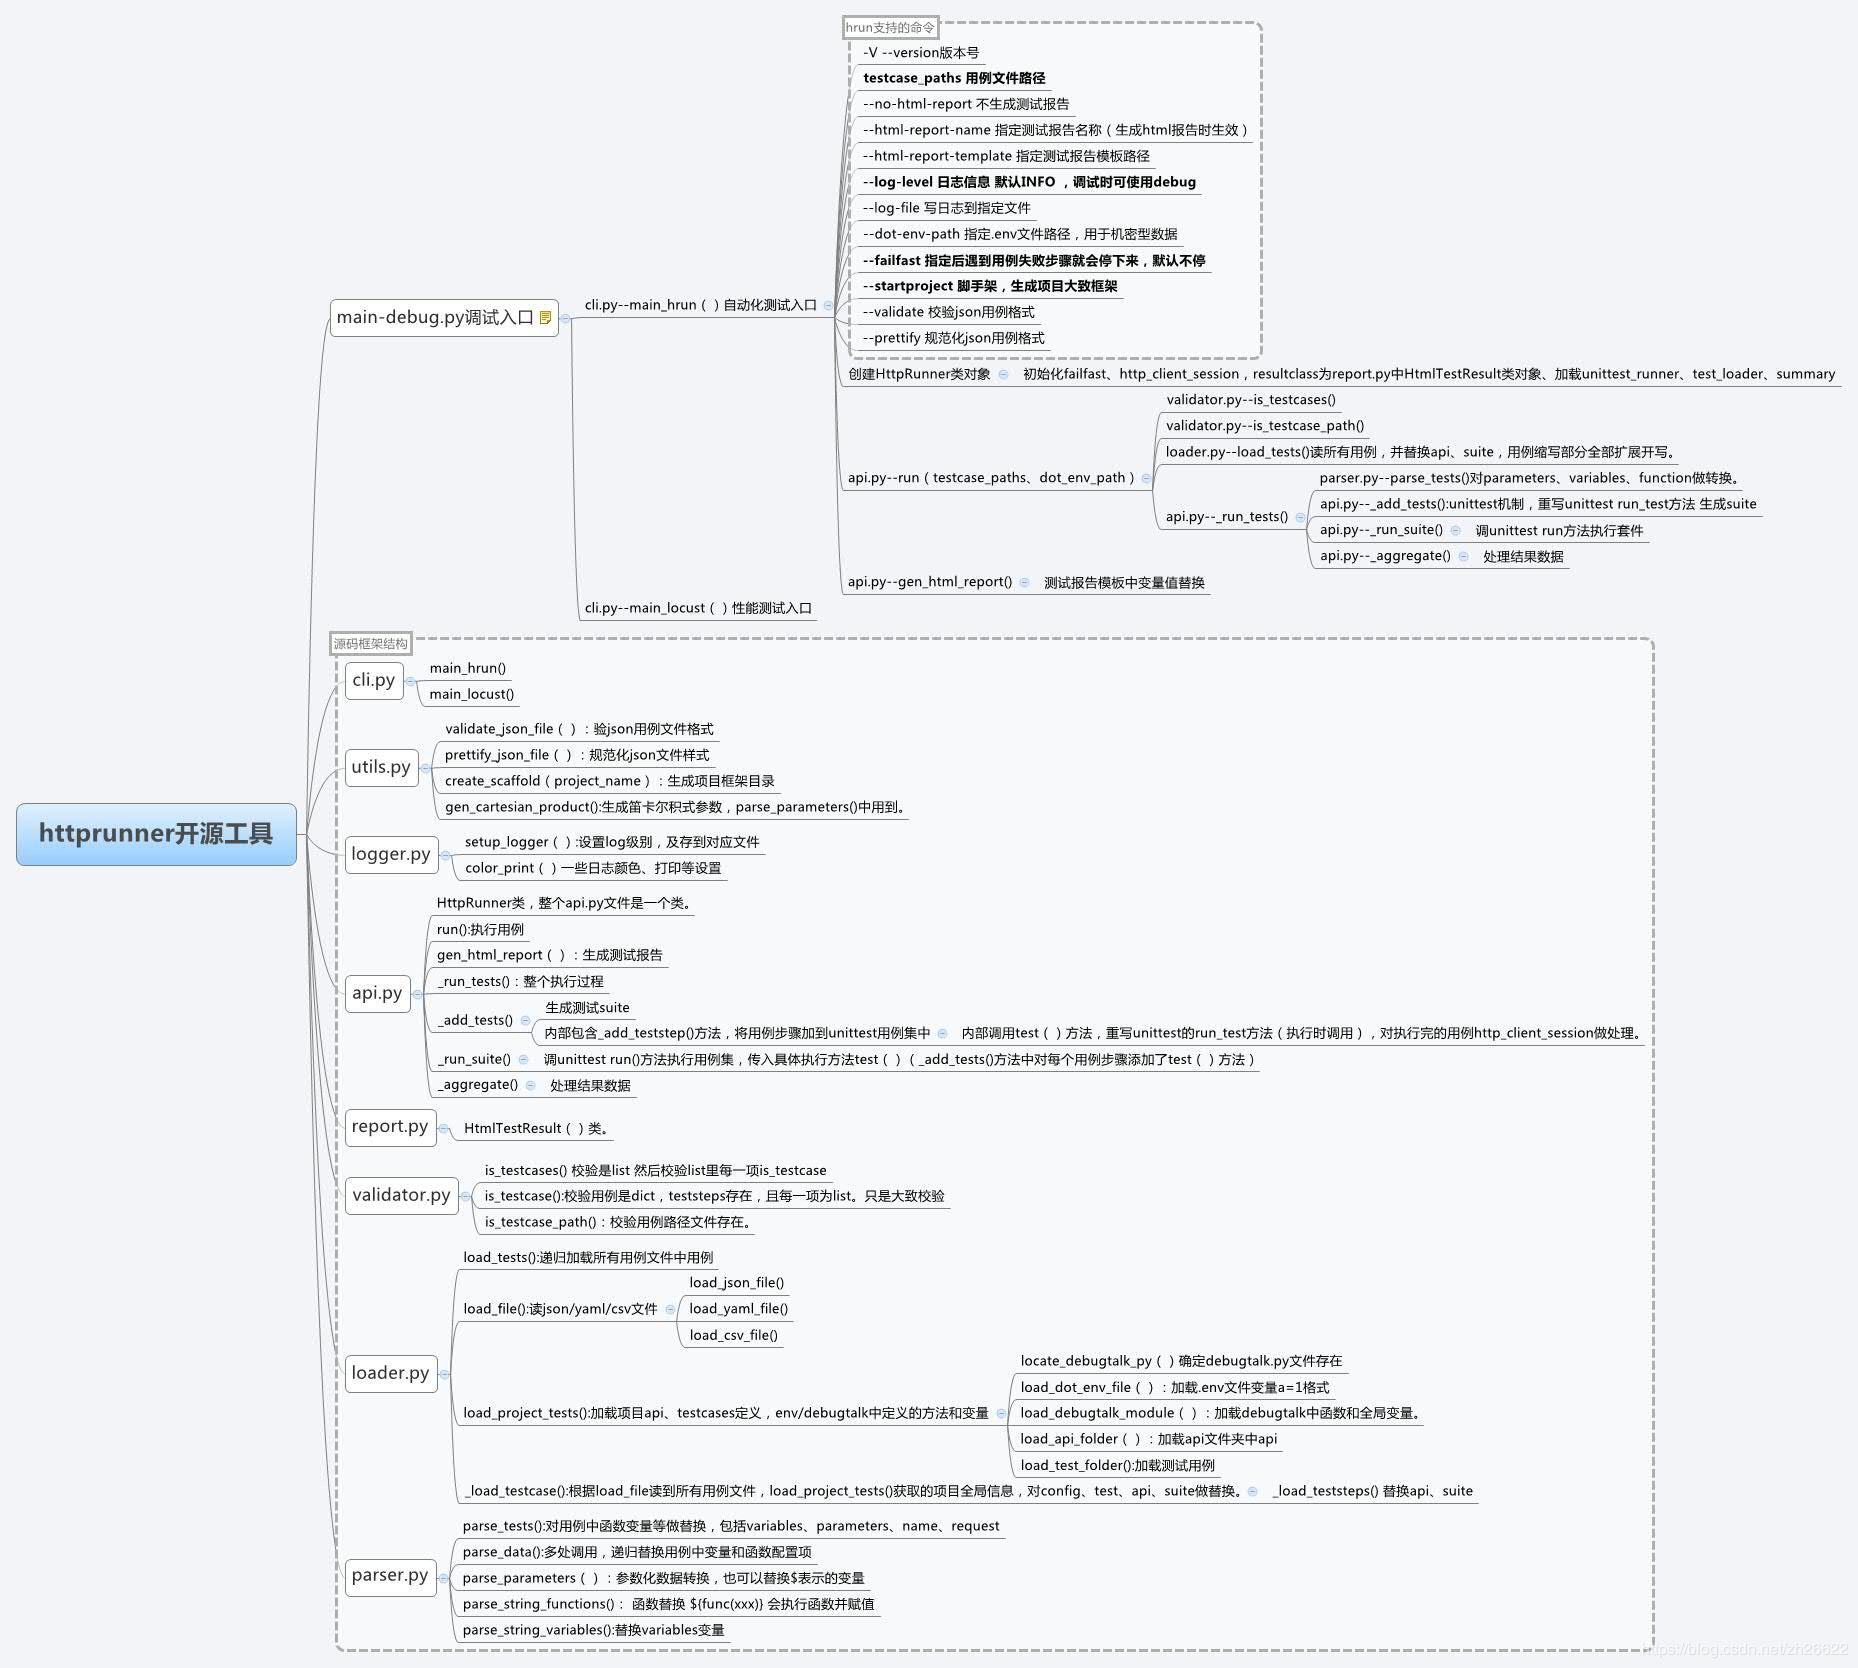 hrun支持的命令
-V --version版本号
testcase_paths 用例文件路径
--no-html-report 不生成测试报告
--html-report-name 指定测试报告名称（生成html报告时生效）
--html-report-template 指定测试报告模板路径
--log-level 日志信息 默认INFO ，调试时可使用debug
--log-file 写日志到指定文件
--dot-env-path 指定.env文件路径，用于机密型数据
--failfast 指定后遇到用例失败步骤就会停下来，默认不停
--startproject 脚手架，生成项目大致框架
--validate 校验json用例格式
--prettify 规范化json用例格式
main-debug.py调试入口
cli.py--main_hrun（）自动化测试入口
创建HttpRunner类对象
初始化failfast、http_client_session，resultclass为report.py中HtmlTestResult类对象、加载unittest_runner、test_loader、summary
validator.py--is_testcases()
validator.py--is_testcase_path()
loader.py--load_tests()读所有用例，并替换api、suite，用例缩写部分全部扩展开写。
api.py--run（testcase_paths、dot_env_path）
parser.py--parse_tests()对parameters、variables、function做转换。
api.py--_run_tests()
api.py--_add_tests():unittest机制，重写unittest run_test方法 生成suite
api.py--_run_suite()
调unittest run方法执行套件
api.py--_aggregate()
处理结果数据
api.py--gen_html_report()
测试报告模板中变量值替换
cli.py--main_locust（）性能测试入口
源码框架结构
cli.py
main_hrun()
main_locust()
utils.py
validate_json_file（）：验json用例文件格式
prettify_json_file（）：规范化json文件样式
create_scaffold（project_name）：生成项目框架目录
gen_cartesian_product():生成笛卡尔积式参数，parse_parameters()中用到。
httprunner开源工具
logger.py
setup_logger（）:设置log级别，及存到对应文件
color_print（）一些日志颜色、打印等设置
api.py
HttpRunner类，整个api.py文件是一个类。
run():执行用例
gen_html_report（）：生成测试报告
_run_tests()：整个执行过程
_add_tests()
生成测试suite
内部包含_add_teststep()方法，将用例步骤加到unittest用例集中
内部调用test（）方法，重写unittest的run_test方法（执行时调用），对执行完的用例http_client_session做处理。
_run_suite()
调unittest run()方法执行用例集，传入具体执行方法test（）（_add_tests()方法中对每个用例步骤添加了test（）方法）
_aggregate()
处理结果数据
report.py
HtmlTestResult（）类。
validator.py
is_testcases() 校验是list 然后校验list里每一项is_testcase
is_testcase():校验用例是dict，teststeps存在，且每一项为list。只是大致校验
is_testcase_path()：校验用例路径文件存在。
loader.py
load_tests():递归加载所有用例文件中用例
load_file():读json/yaml/csv文件
load_json_file()
load_yaml_file()
load_csv_file()
load_project_tests():加载项目api、testcases定义，env/debugtalk中定义的方法和变量
locate_debugtalk_py（）确定debugtalk.py文件存在
load_dot_env_file（）：加载.env文件变量a=1格式
load_debugtalk_module（）：加载debugtalk中函数和全局变量。
load_api_folder（）：加载api文件夹中api
load_test_folder():加载测试用例
_load_testcase():根据load_file读到所有用例文件，load_project_tests()获取的项目全局信息，对config、test、api、suite做替换。
_load_teststeps() 替换api、suite
parser.py
parse_tests():对用例中函数变量等做替换，包括variables、parameters、name、request
parse_data():多处调用，递归替换用例中变量和函数配置项
parse_parameters（）：参数化数据转换，也可以替换$表示的变量
parse_string_functions()： 函数替换 ${func(xxx)} 会执行函数并赋值
parse_string_variables():替换variables变量
https://blog.csdn.net/zh26622